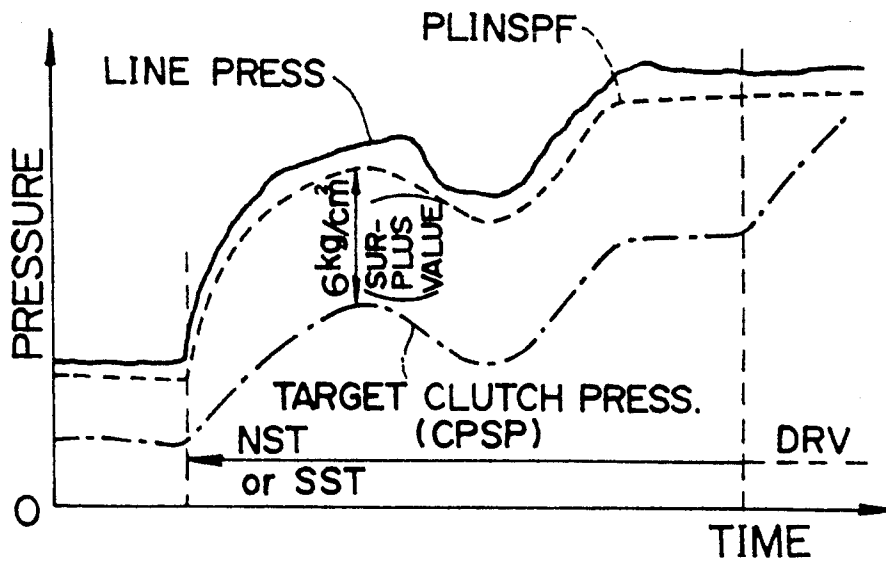 PLINSPF
LINE PRESS
PRESSURE
6kg/cm²
(SUR-
PLUS
VALUE)
TARGET CLUTCH PRESS.
(CPSP)
NST
or SST
DRV
O
TIME